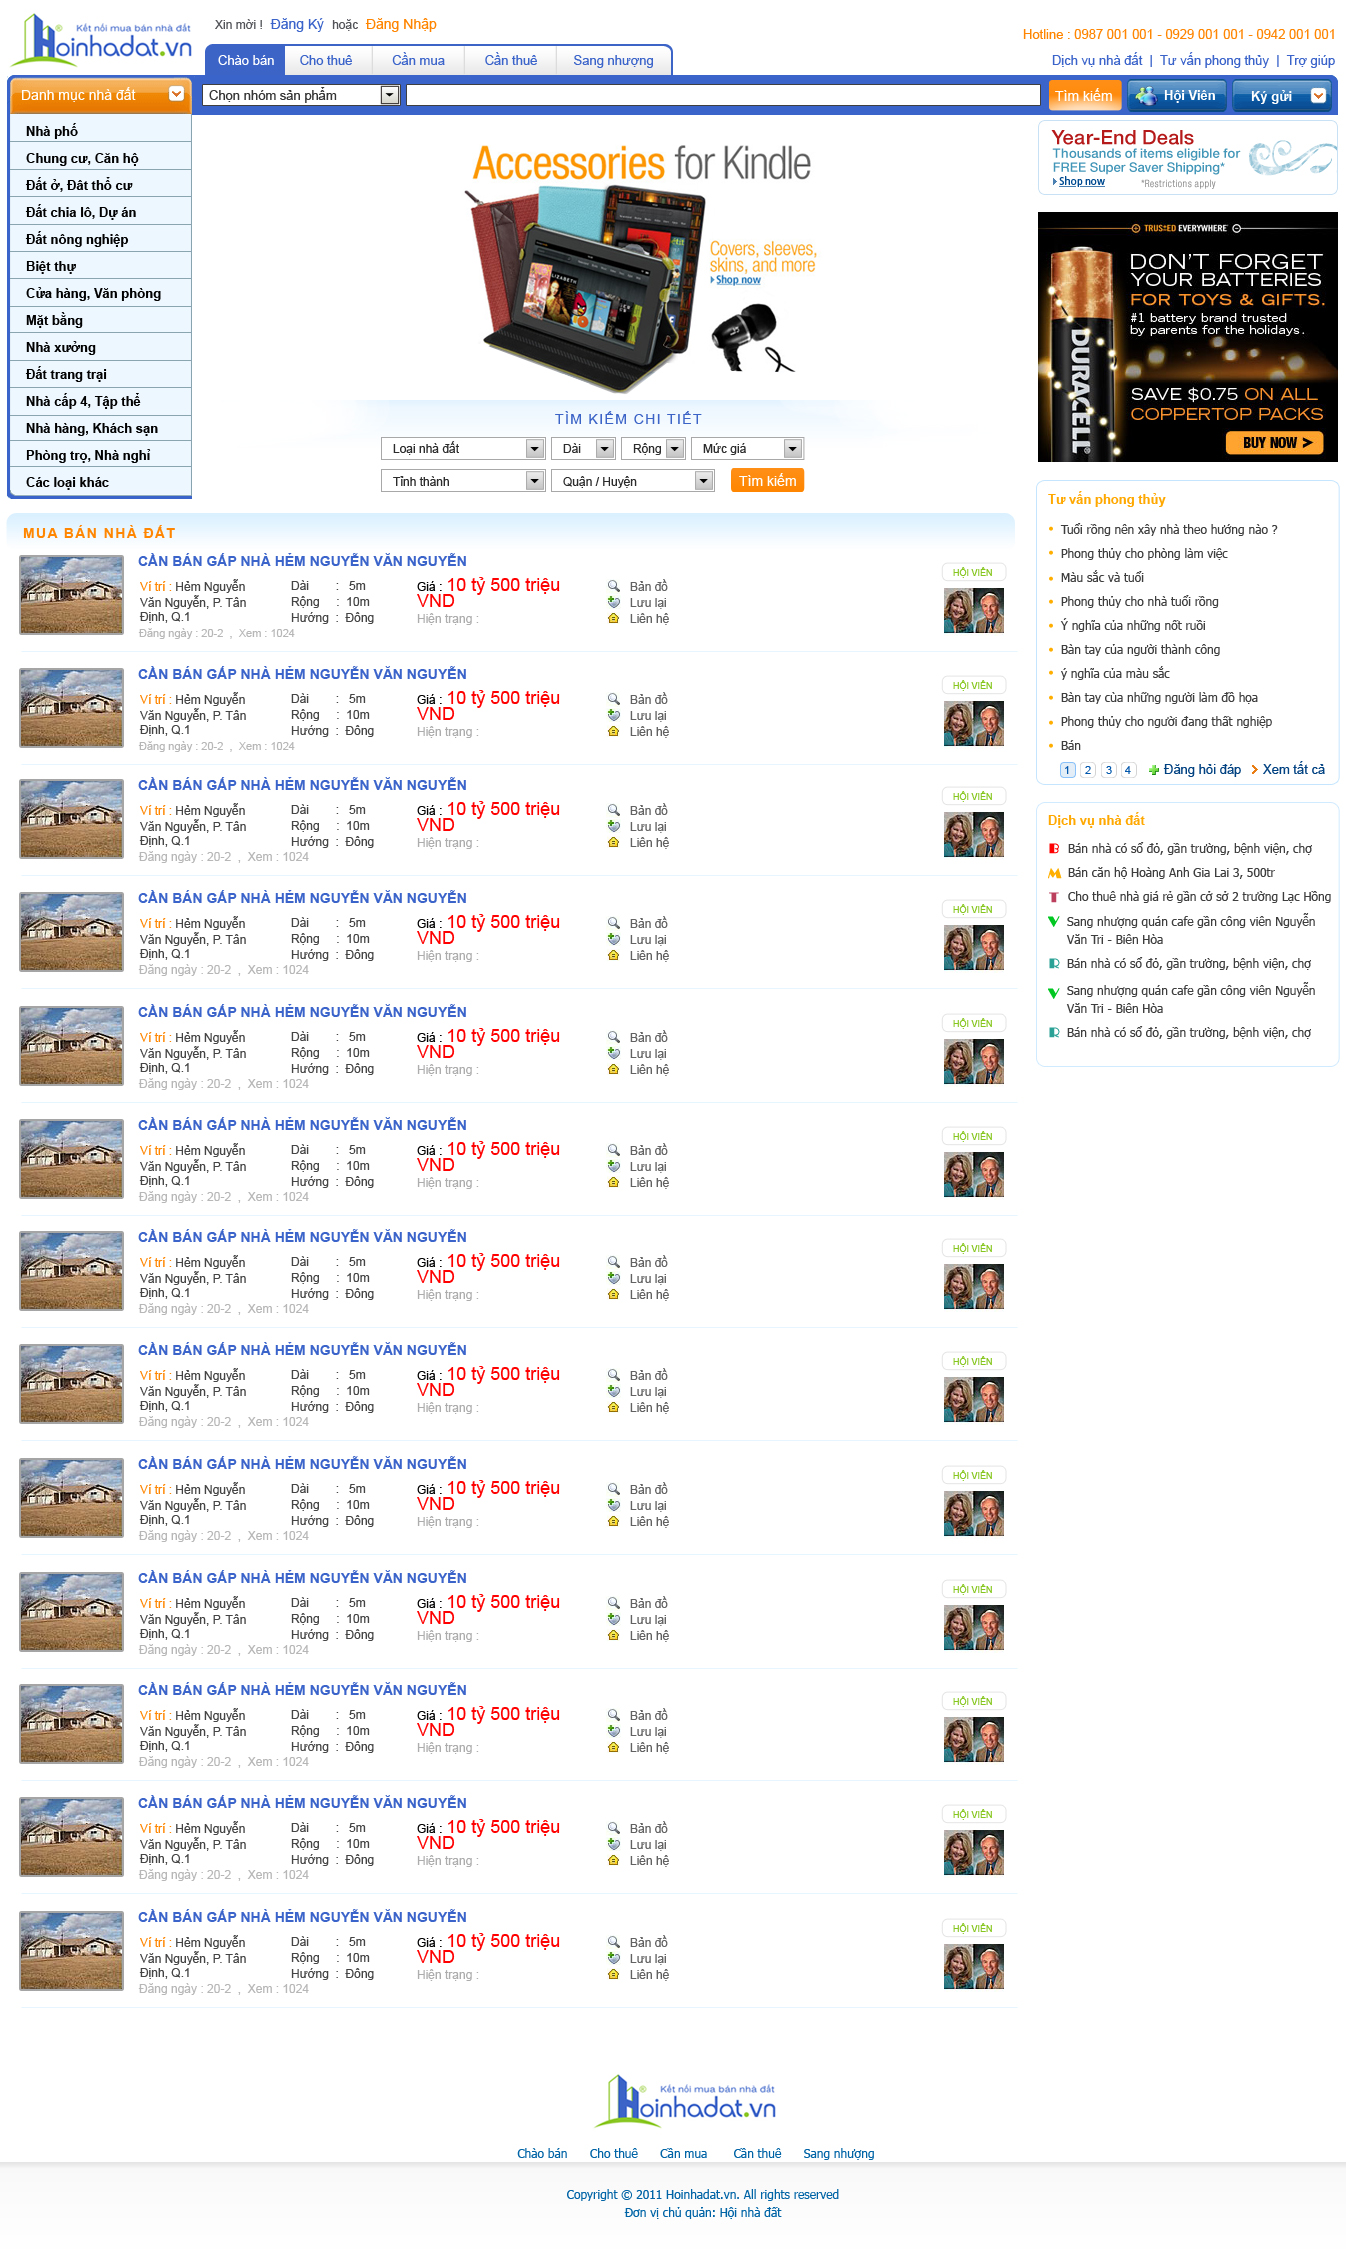 Kết nối mua bán nhà đất
Hoinhadat.vn
Xin mời ! Đăng Ký hoặc Đăng Nhập
Hotline : 0987 001 001 - 0929 001 001 - 0942 001 001
Chào bán Cho thuê Cần mua Cần thuê Sang nhượng
Dịch vụ nhà đất | Tư vấn phong thủy | Trợ giúp
Danh mục nhà đất
Chọn nhóm sản phẩm
Tìm kiếm
Hội Viên
Ký gửi
Nhà phố
Chung cư, Căn hộ
Đất ở, Đât thổ cư
Đất chia lô, Dự án
Đất nông nghiệp
Biệt thự
Cửa hàng, Văn phòng
Mặt bằng
Nhà xưởng
Đất trang trại
Nhà cấp 4, Tập thể
Nhà hàng, Khách sạn
Phòng trọ, Nhà nghỉ
Các loại khác
Accessories for Kindle
Covers, sleeves,
skins, and more
Shop now
ELIZABETH
TÌM KIẾM CHI TIẾT
Loại nhà đất Dài Rộng Mức giá
Tỉnh thành Quận / Huyện Tìm kiếm
Year-End Deals
Thousands of items eligible for
FREE Super Saver Shipping*
Shop now *Restrictions apply
TRUSTED EVERYWHERE
DON'T FORGET
YOUR BATTERIES
FOR TOYS & GIFTS.
#1 battery brand trusted
by parents for the holidays.
DURACELL
SAVE $0.75 ON ALL
COPPERTOP PACKS
BUY NOW >
Tư vấn phong thủy
Tuổi rồng nên xây nhà theo hướng nào ?
Phong thủy cho phòng làm việc
Màu sắc và tuổi
Phong thủy cho nhà tuổi rồng
Ý nghĩa của những nốt ruồi
Bàn tay của người thành công
ý nghĩa của màu sắc
Bàn tay của những người làm đồ họa
Phong thủy cho người đang thất nghiệp
Bán
1 2 3 4 Đăng hỏi đáp Xem tất cả
Dịch vụ nhà đất
Bán nhà có sổ đỏ, gần trường, bệnh viện, chợ
Bán căn hộ Hoàng Anh Gia Lai 3, 500tr
Cho thuê nhà giá rẻ gần cở sở 2 trường Lạc Hồng
Sang nhượng quán cafe gần công viên Nguyễn
Văn Trì - Biên Hòa
Bán nhà có sổ đỏ, gần trường, bệnh viện, chợ
Sang nhượng quán cafe gần công viên Nguyễn
Văn Trì - Biên Hòa
Bán nhà có sổ đỏ, gần trường, bệnh viện, chợ
MUA BÁN NHÀ ĐẤT
CẦN BÁN GẤP NHÀ HẺM NGUYỄN VĂN NGUYỄN
Ví trí : Hẻm Nguyễn Dài : 5m Giá : 10 tỷ 500 triệu Bản đồ HỘI VIÊN
Văn Nguyễn, P. Tân Rộng : 10m VND Lưu lại
Định, Q.1 Hướng : Đông Hiện trạng : Liên hệ
Đăng ngày : 20-2 , Xem : 1024
CẦN BÁN GẤP NHÀ HẺM NGUYỄN VĂN NGUYỄN
Ví trí : Hẻm Nguyễn Dài : 5m Giá : 10 tỷ 500 triệu Bản đồ HỘI VIÊN
Văn Nguyễn, P. Tân Rộng : 10m VND Lưu lại
Định, Q.1 Hướng : Đông Hiện trạng : Liên hệ
Đăng ngày : 20-2 , Xem : 1024
CẦN BÁN GẤP NHÀ HẺM NGUYỄN VĂN NGUYỄN
Ví trí : Hẻm Nguyễn Dài : 5m Giá : 10 tỷ 500 triệu Bản đồ HỘI VIÊN
Văn Nguyễn, P. Tân Rộng : 10m VND Lưu lại
Định, Q.1 Hướng : Đông Hiện trạng : Liên hệ
Đăng ngày : 20-2 , Xem : 1024
CẦN BÁN GẤP NHÀ HẺM NGUYỄN VĂN NGUYỄN
Ví trí : Hẻm Nguyễn Dài : 5m Giá : 10 tỷ 500 triệu Bản đồ HỘI VIÊN
Văn Nguyễn, P. Tân Rộng : 10m VND Lưu lại
Định, Q.1 Hướng : Đông Hiện trạng : Liên hệ
Đăng ngày : 20-2 , Xem : 1024
CẦN BÁN GẤP NHÀ HẺM NGUYỄN VĂN NGUYỄN
Ví trí : Hẻm Nguyễn Dài : 5m Giá : 10 tỷ 500 triệu Bản đồ HỘI VIÊN
Văn Nguyễn, P. Tân Rộng : 10m VND Lưu lại
Định, Q.1 Hướng : Đông Hiện trạng : Liên hệ
Đăng ngày : 20-2 , Xem : 1024
CẦN BÁN GẤP NHÀ HẺM NGUYỄN VĂN NGUYỄN
Ví trí : Hẻm Nguyễn Dài : 5m Giá : 10 tỷ 500 triệu Bản đồ HỘI VIÊN
Văn Nguyễn, P. Tân Rộng : 10m VND Lưu lại
Định, Q.1 Hướng : Đông Hiện trạng : Liên hệ
Đăng ngày : 20-2 , Xem : 1024
CẦN BÁN GẤP NHÀ HẺM NGUYỄN VĂN NGUYỄN
Ví trí : Hẻm Nguyễn Dài : 5m Giá : 10 tỷ 500 triệu Bản đồ HỘI VIÊN
Văn Nguyễn, P. Tân Rộng : 10m VND Lưu lại
Định, Q.1 Hướng : Đông Hiện trạng : Liên hệ
Đăng ngày : 20-2 , Xem : 1024
CẦN BÁN GẤP NHÀ HẺM NGUYỄN VĂN NGUYỄN
Ví trí : Hẻm Nguyễn Dài : 5m Giá : 10 tỷ 500 triệu Bản đồ HỘI VIÊN
Văn Nguyễn, P. Tân Rộng : 10m VND Lưu lại
Định, Q.1 Hướng : Đông Hiện trạng : Liên hệ
Đăng ngày : 20-2 , Xem : 1024
CẦN BÁN GẤP NHÀ HẺM NGUYỄN VĂN NGUYỄN
Ví trí : Hẻm Nguyễn Dài : 5m Giá : 10 tỷ 500 triệu Bản đồ HỘI VIÊN
Văn Nguyễn, P. Tân Rộng : 10m VND Lưu lại
Định, Q.1 Hướng : Đông Hiện trạng : Liên hệ
Đăng ngày : 20-2 , Xem : 1024
CẦN BÁN GẤP NHÀ HẺM NGUYỄN VĂN NGUYỄN
Ví trí : Hẻm Nguyễn Dài : 5m Giá : 10 tỷ 500 triệu Bản đồ HỘI VIÊN
Văn Nguyễn, P. Tân Rộng : 10m VND Lưu lại
Định, Q.1 Hướng : Đông Hiện trạng : Liên hệ
Đăng ngày : 20-2 , Xem : 1024
CẦN BÁN GẤP NHÀ HẺM NGUYỄN VĂN NGUYỄN
Ví trí : Hẻm Nguyễn Dài : 5m Giá : 10 tỷ 500 triệu Bản đồ HỘI VIÊN
Văn Nguyễn, P. Tân Rộng : 10m VND Lưu lại
Định, Q.1 Hướng : Đông Hiện trạng : Liên hệ
Đăng ngày : 20-2 , Xem : 1024
CẦN BÁN GẤP NHÀ HẺM NGUYỄN VĂN NGUYỄN
Ví trí : Hẻm Nguyễn Dài : 5m Giá : 10 tỷ 500 triệu Bản đồ HỘI VIÊN
Văn Nguyễn, P. Tân Rộng : 10m VND Lưu lại
Định, Q.1 Hướng : Đông Hiện trạng : Liên hệ
Đăng ngày : 20-2 , Xem : 1024
CẦN BÁN GẤP NHÀ HẺM NGUYỄN VĂN NGUYỄN
Ví trí : Hẻm Nguyễn Dài : 5m Giá : 10 tỷ 500 triệu Bản đồ HỘI VIÊN
Văn Nguyễn, P. Tân Rộng : 10m VND Lưu lại
Định, Q.1 Hướng : Đông Hiện trạng : Liên hệ
Đăng ngày : 20-2 , Xem : 1024
Kết nối mua bán nhà đất
Hoinhadat.vn
Chào bán Cho thuê Cần mua Cần thuê Sang nhượng
Copyright © 2011 Hoinhadat.vn. All rights reserved
Đơn vị chủ quản: Hội nhà đất